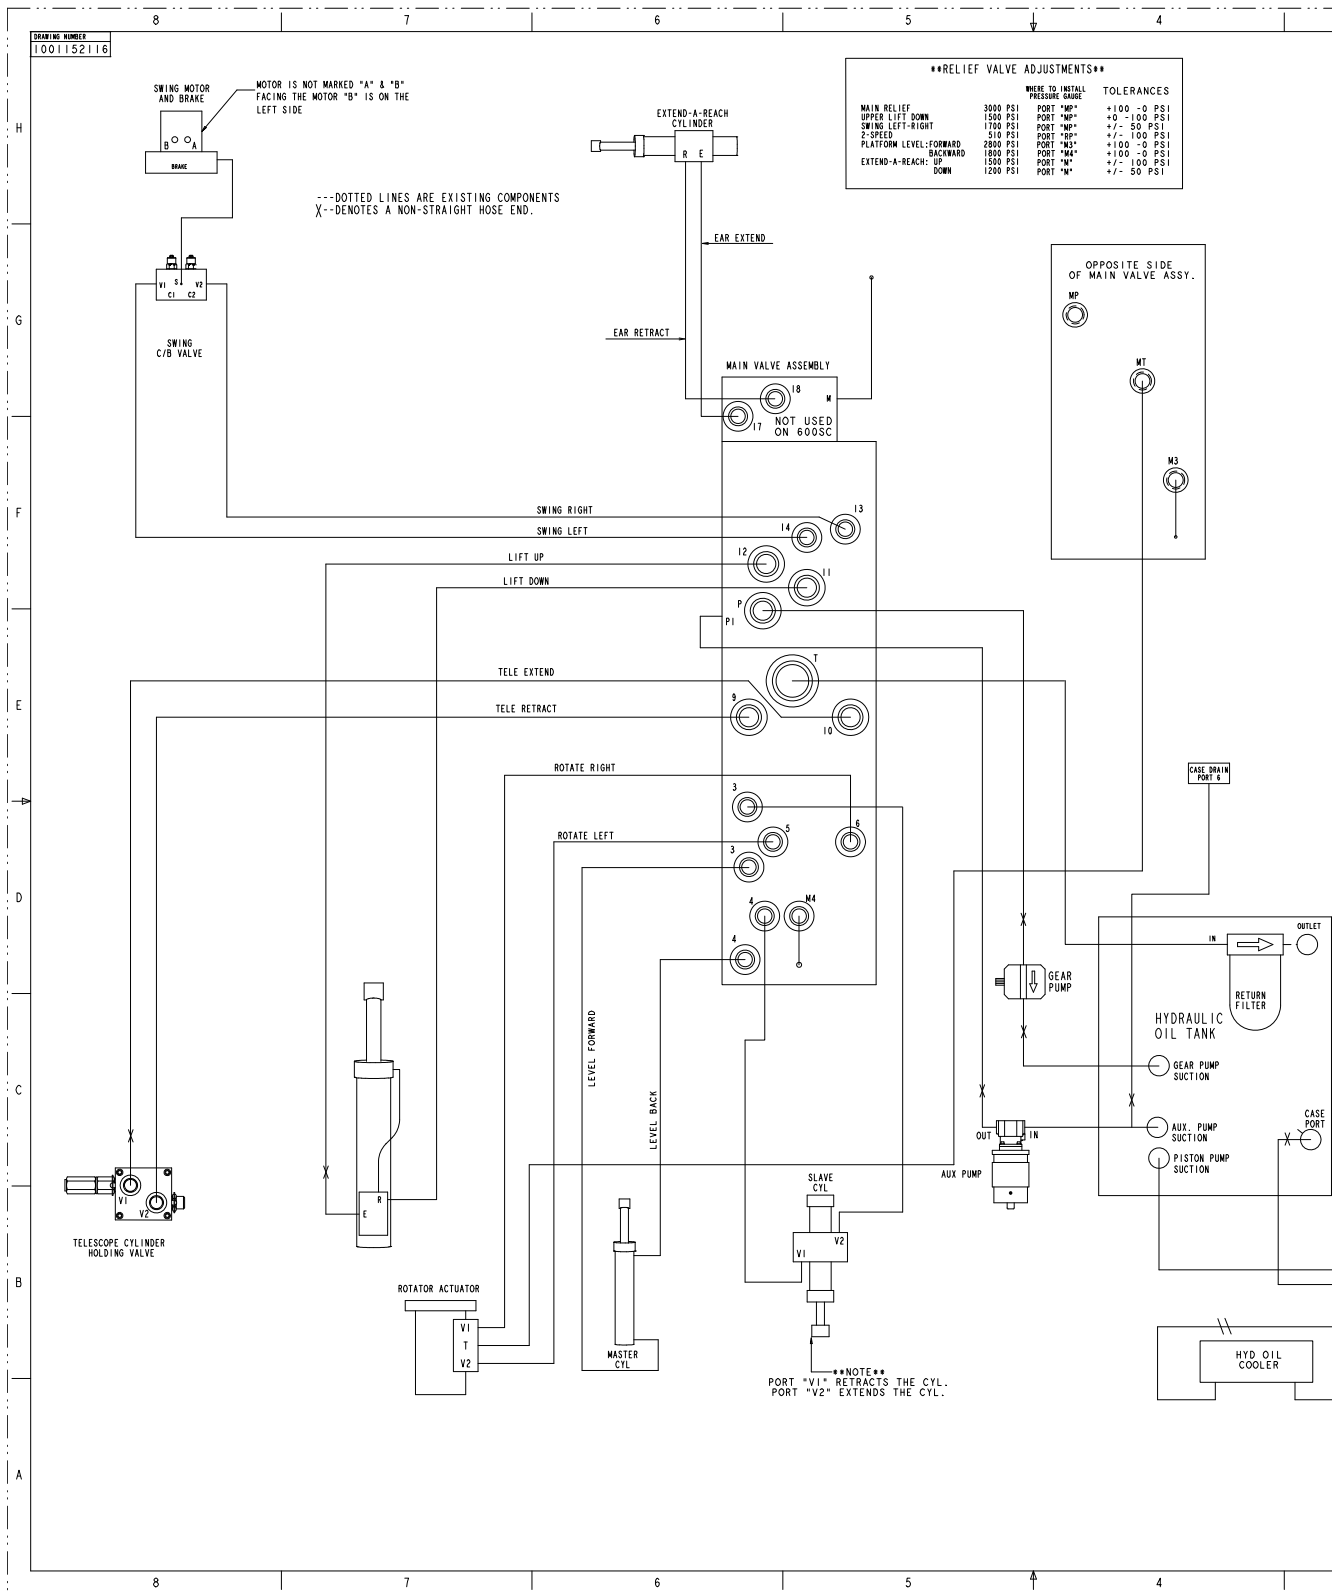 8 7 6 5 4
DRAWING NUMBER
1001152116
SWING MOTOR
AND BRAKE
MOTOR IS NOT MARKED "A" & "B"
FACING THE MOTOR "B" IS ON THE
LEFT SIDE
B A
BRAKE
---DOTTED LINES ARE EXISTING COMPONENTS
X--DENOTES A NON-STRAIGHT HOSE END.
EXTEND-A-REACH
CYLINDER
R E
**RELIEF VALVE ADJUSTMENTS**
WHERE TO INSTALL
PRESSURE GAUGE
TOLERANCES
MAIN RELIEF 3000 PSI PORT "MP" +100 -0 PSI
UPPER LIFT DOWN 1500 PSI PORT "MP" +0 -100 PSI
SWING LEFT-RIGHT 1700 PSI PORT "MP" +/- 50 PSI
2-SPEED 510 PSI PORT "RP" +/- 100 PSI
PLATFORM LEVEL:FORWARD 2800 PSI PORT "M3" +100 -0 PSI
BACKWARD 1800 PSI PORT "M4" +100 -0 PSI
EXTEND-A-REACH: UP 1500 PSI PORT "M" +/- 100 PSI
DOWN 1200 PSI PORT "M" +/- 50 PSI
H
EAR EXTEND
V1 S V2
C1 C2
OPPOSITE SIDE
OF MAIN VALVE ASSY.
MP
G
EAR RETRACT
SWING
C/B VALVE
MT
MAIN VALVE ASSEMBLY
18
M
17
NOT USED
ON 600SC
M3
F
SWING RIGHT
13
SWING LEFT
14
LIFT UP
12
LIFT DOWN
11
P
P1
T
TELE EXTEND
E
TELE RETRACT
9
10
ROTATE RIGHT
CASE DRAIN
PORT 6
3
ROTATE LEFT
5
6
3
D
4
M4
4
OUTLET
IN
GEAR
PUMP
RETURN
FILTER
HYDRAULIC
OIL TANK
LEVEL FORWARD
GEAR PUMP
SUCTION
C
LEVEL BACK
CASE
PORT
OUT IN
AUX. PUMP
SUCTION
PISTON PUMP
SUCTION
AUX PUMP
SLAVE
CYL
V1
V2
R
E
V2
V1
TELESCOPE CYLINDER
HOLDING VALVE
B
ROTATOR ACTUATOR
V1
T
V2
MASTER
CYL
HYD OIL
COOLER
**NOTE**
PORT "V1" RETRACTS THE CYL.
PORT "V2" EXTENDS THE CYL.
A
8 7 6 5 4